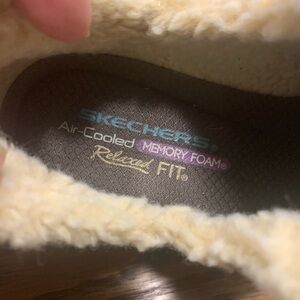 SKECHERS®
Air-Cooled MEMORY FOAM®
Relaxed FIT®